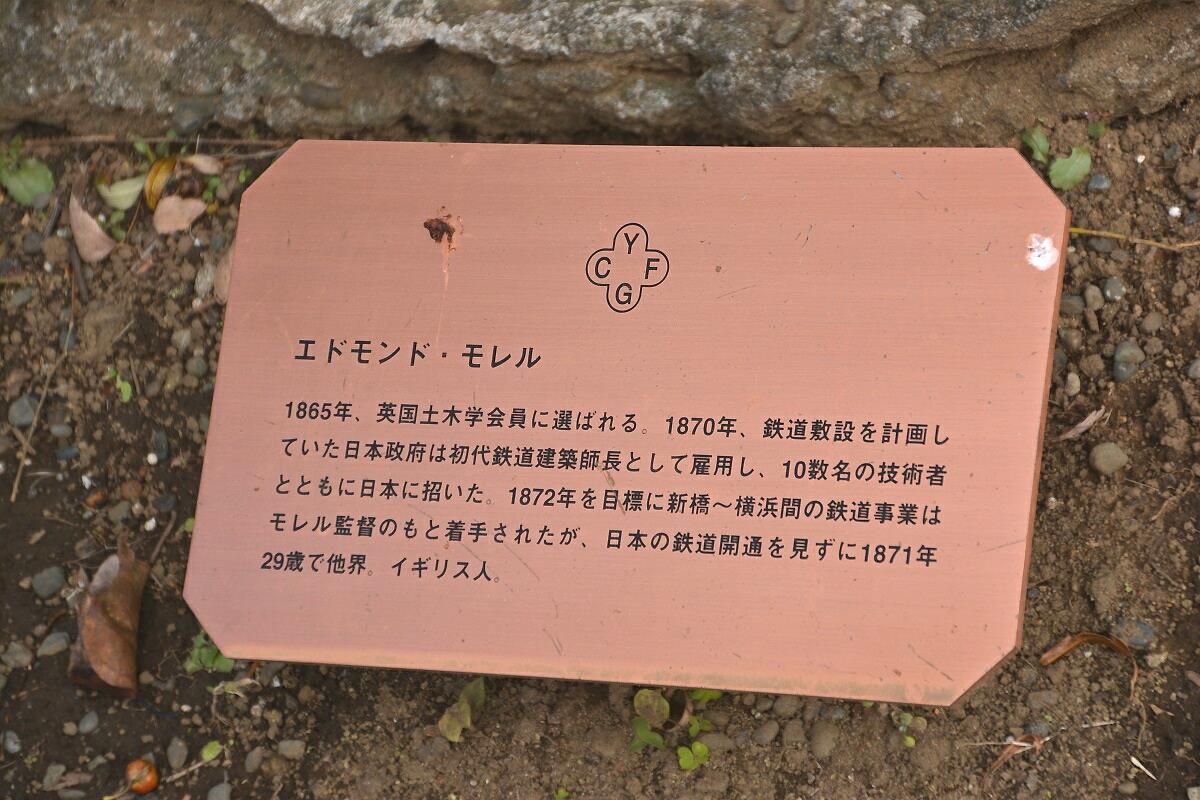 Y
C F
G
エドモンド・モレル
1865年、英国土木学会員に選ばれる。1870年、鉄道敷設を計画し
ていた日本政府は初代鉄道建築師長として雇用し、10数名の技術者
とともに日本に招いた。1872年を目標に新橋〜横浜間の鉄道事業は
モレル監督のもと着手されたが、日本の鉄道開通を見ずに1871年
29歳で他界。イギリス人。